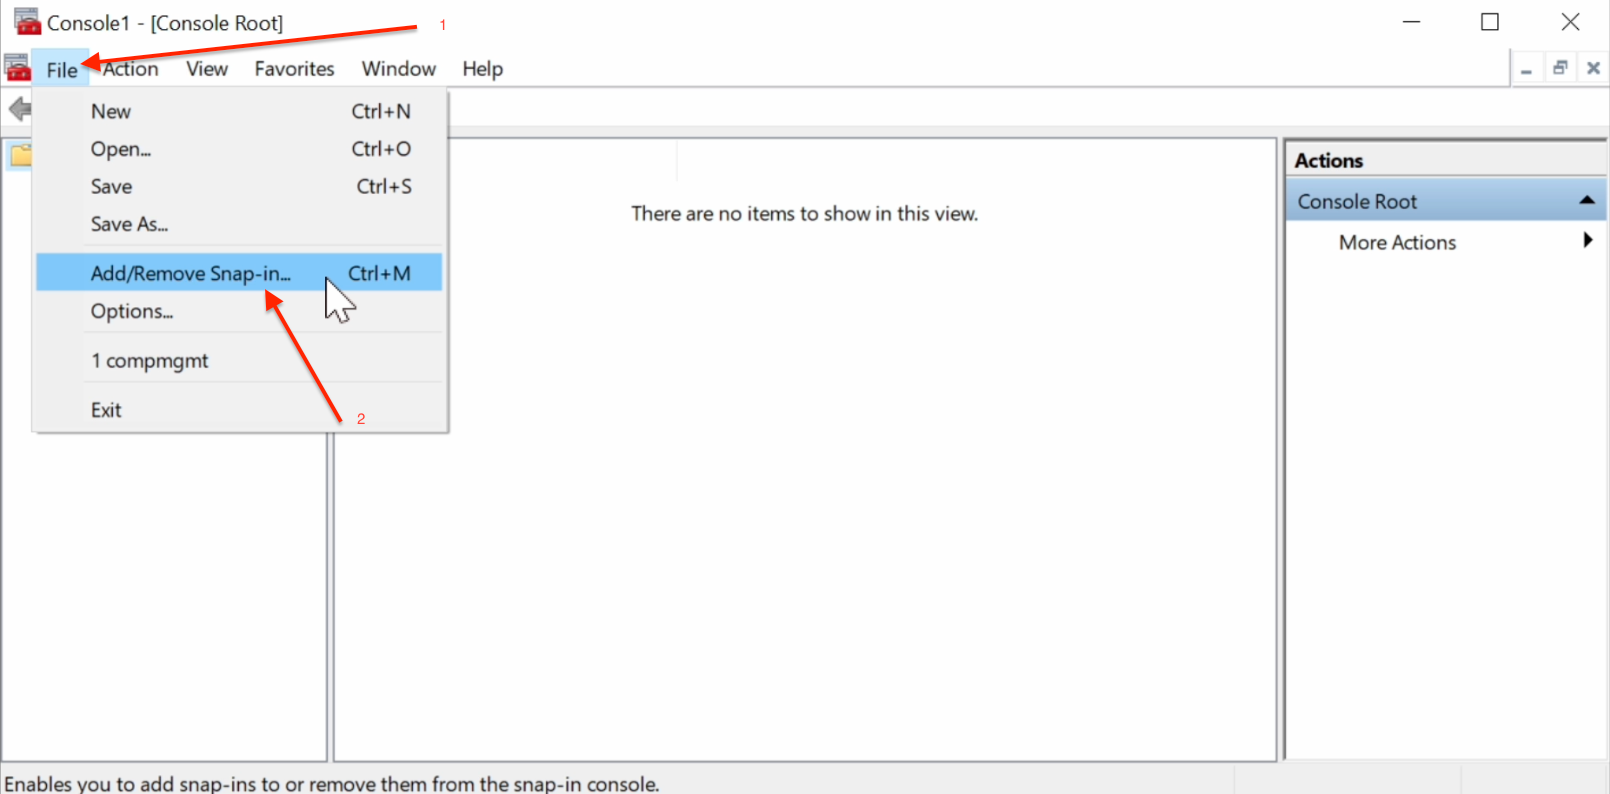 Console1 - [Console Root]
1
File Action View Favorites Window Help
New Ctrl+N
Open... Ctrl+O
Save Ctrl+S
Save As...
Add/Remove Snap-in... Ctrl+M
Options...
1 compmgmt
Exit
2
There are no items to show in this view.
Actions
Console Root
More Actions
Enables you to add snap-ins to or remove them from the snap-in console.